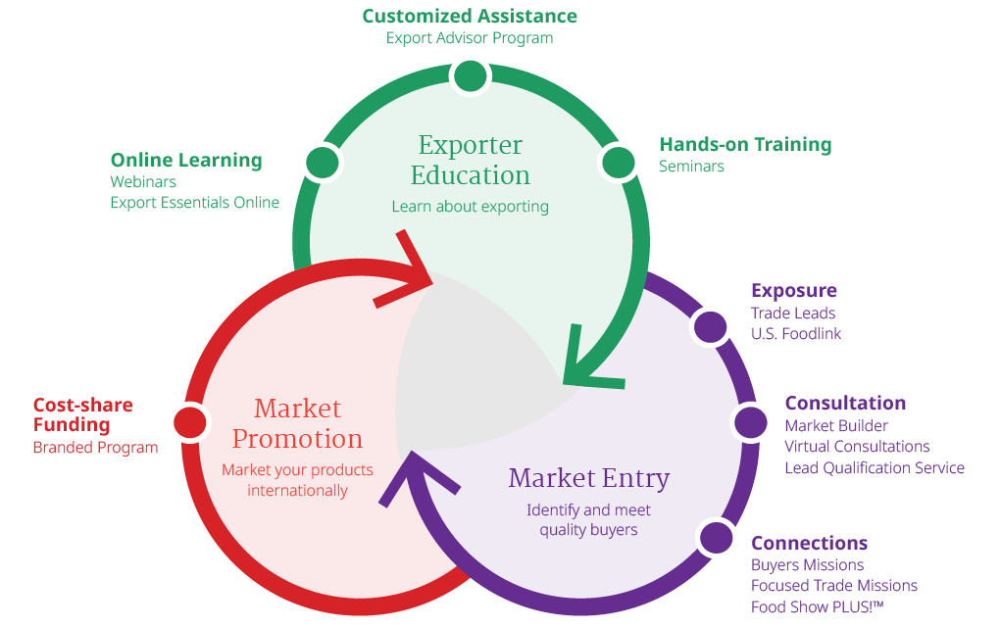 Customized Assistance
Export Advisor Program
Online Learning
Webinars
Export Essentials Online
Exporter
Education
Learn about exporting
Hands-on Training
Seminars
Exposure
Trade Leads
U.S. Foodlink
Cost-share
Funding
Branded Program
Market
Promotion
Market your products
internationally
Market Entry
Identify and meet
quality buyers
Consultation
Market Builder
Virtual Consultations
Lead Qualification Service
Connections
Buyers Missions
Focused Trade Missions
Food Show PLUS!™